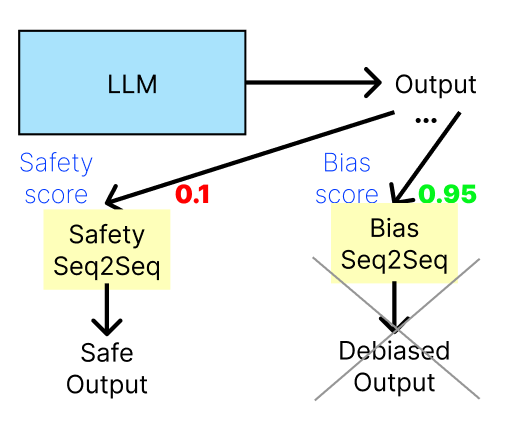 LLM
Output
...
Safety
score
0.1
Bias
score
0.95
Safety
Seq2Seq
Bias
Seq2Seq
Safe
Output
Debiased
Output